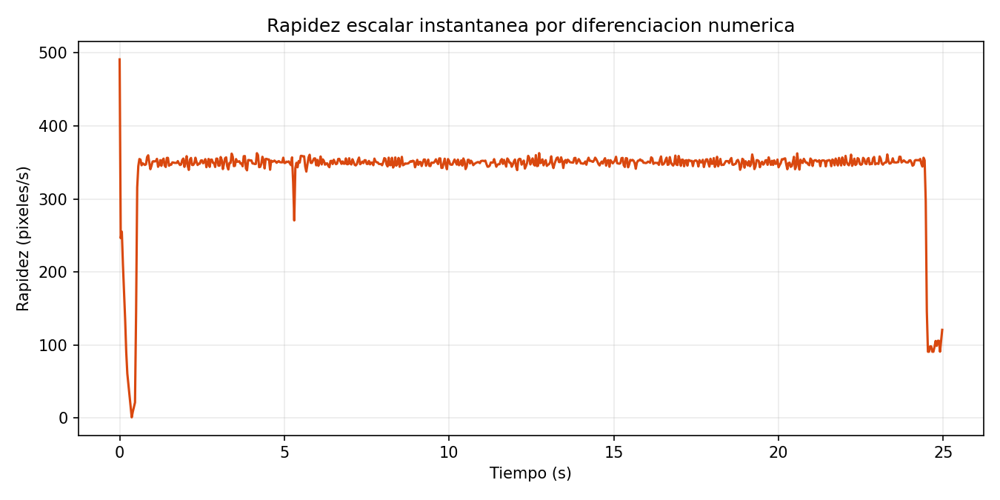 Rapidez escalar instantanea por diferenciacion numerica
500
400
300
200
100
0
Rapidez (pixeles/s)
0 5 10 15 20 25
Tiempo (s)